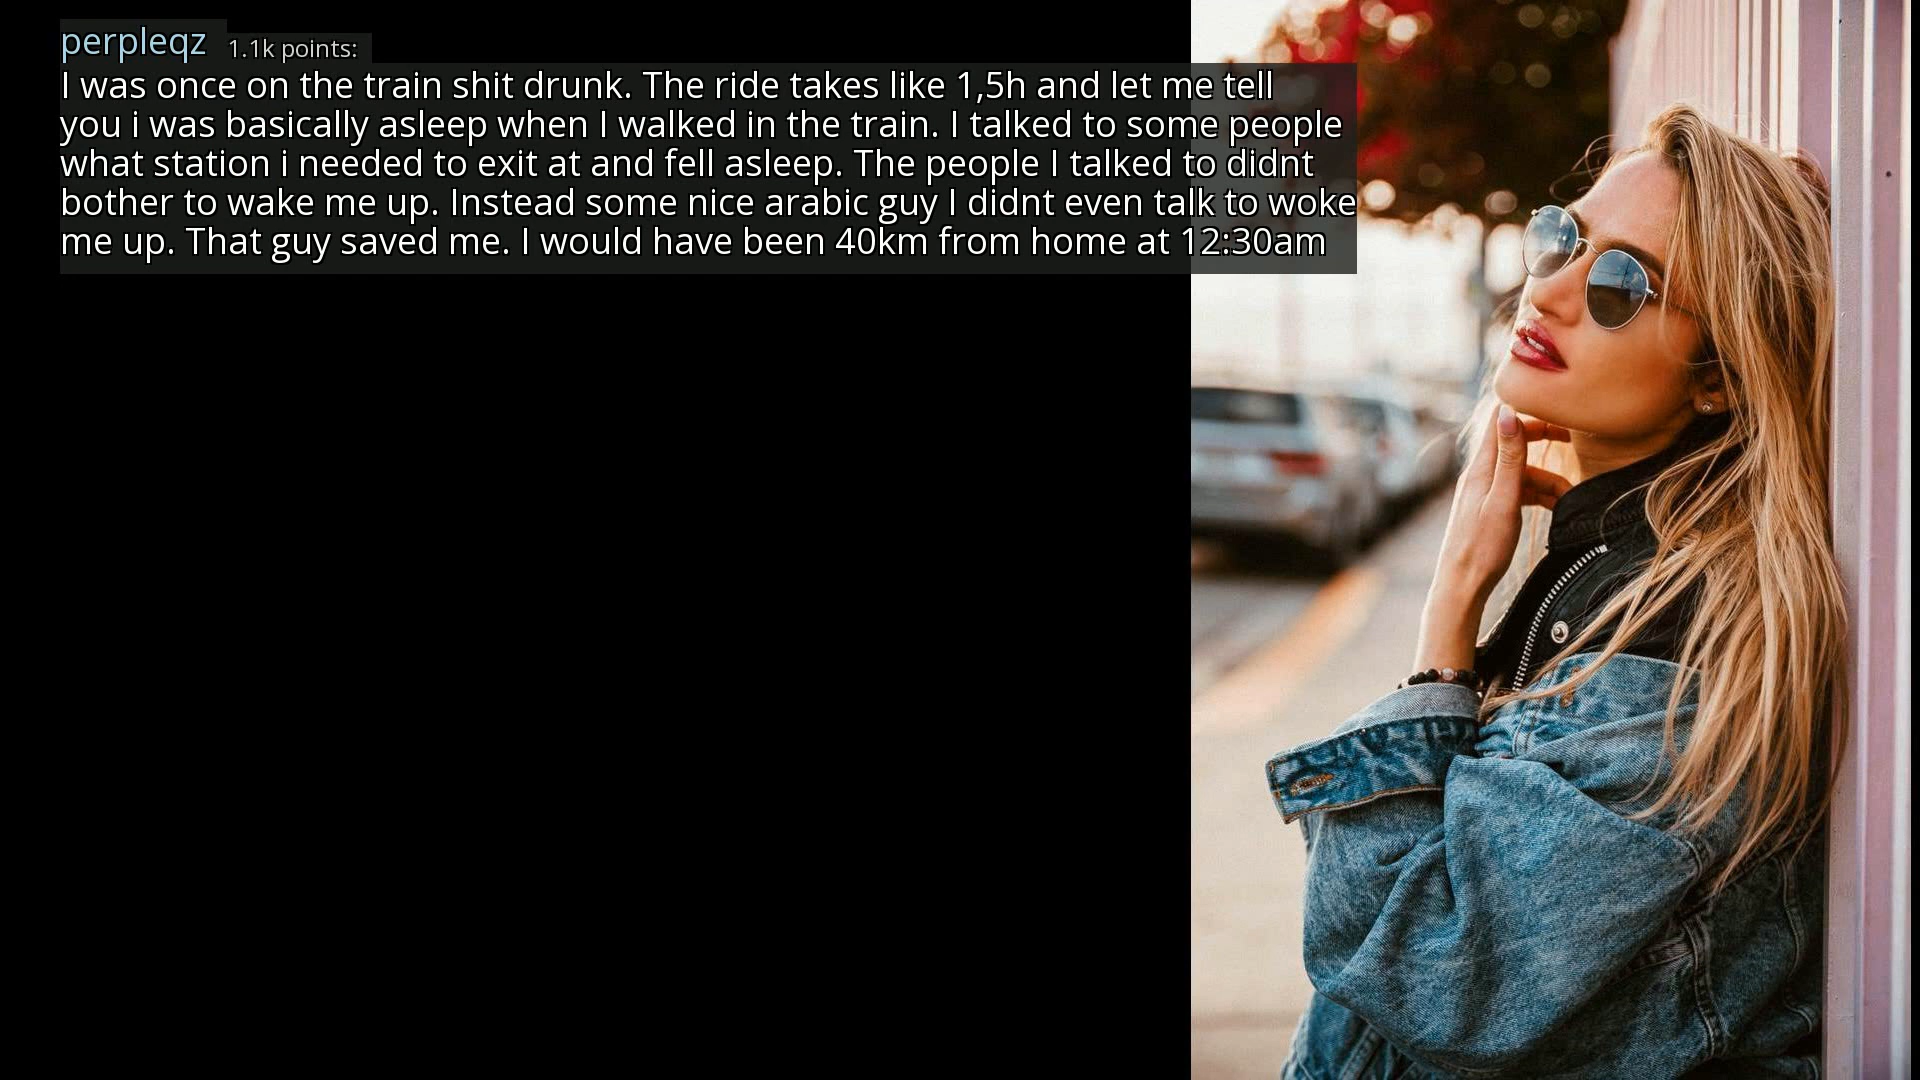 perpleqz 1.1k points:
I was once on the train shit drunk. The ride takes like 1,5h and let me tell
you i was basically asleep when I walked in the train. I talked to some people
what station i needed to exit at and fell asleep. The people I talked to didnt
bother to wake me up. Instead some nice arabic guy I didnt even talk to woke
me up. That guy saved me. I would have been 40km from home at 12:30am